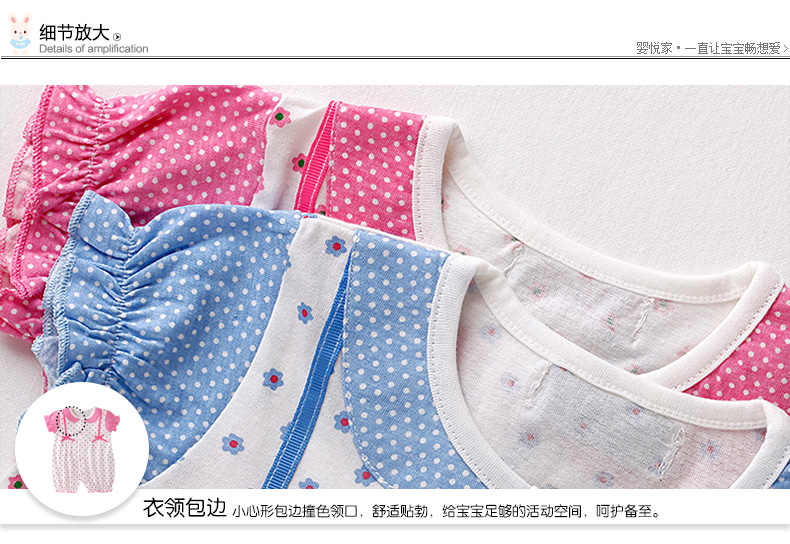 细节放大
Details of amplification
婴悦家·一直让宝宝畅想爱
衣领包边 小心形包边撞色领口，舒适贴勃，给宝宝足够的活动空间，呵护备至。